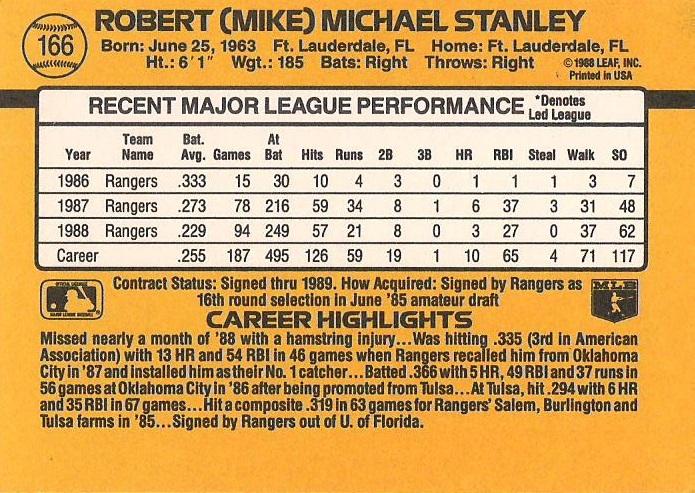 166
ROBERT (MIKE) MICHAEL STANLEY
Born: June 25, 1963 Ft. Lauderdale, FL Home: Ft. Lauderdale, FL
Ht.: 6'1" Wgt.: 185 Bats: Right Throws: Right
©1988 LEAF, INC.
Printed in USA
RECENT MAJOR LEAGUE PERFORMANCE *Denotes
Led League
Year Team Name Bat. Avg. Games At Bat Hits Runs 2B 3B HR RBI Steal Walk SO
1986 Rangers .333 15 30 10 4 3 0 1 1 1 3 7
1987 Rangers .273 78 216 59 34 8 1 6 37 3 31 48
1988 Rangers .229 94 249 57 21 8 0 3 27 0 37 62
Career .255 187 495 126 59 19 1 10 65 4 71 117
Contract Status: Signed thru 1989. How Acquired: Signed by Rangers as
16th round selection in June '85 amateur draft
MLB
CAREER HIGHLIGHTS
Missed nearly a month of '88 with a hamstring injury...Was hitting .335 (3rd in American
Association) with 13 HR and 54 RBI in 46 games when Rangers recalled him from Oklahoma
City in '87 and installed him as their No. 1 catcher...Batted .366 with 5 HR, 49 RBI and 37 runs in
56 games at Oklahoma City in '86 after being promoted from Tulsa...At Tulsa, hit .294 with 6 HR
and 35 RBI in 67 games...Hit a composite .319 in 63 games for Rangers' Salem, Burlington and
Tulsa farms in '85...Signed by Rangers out of U. of Florida.